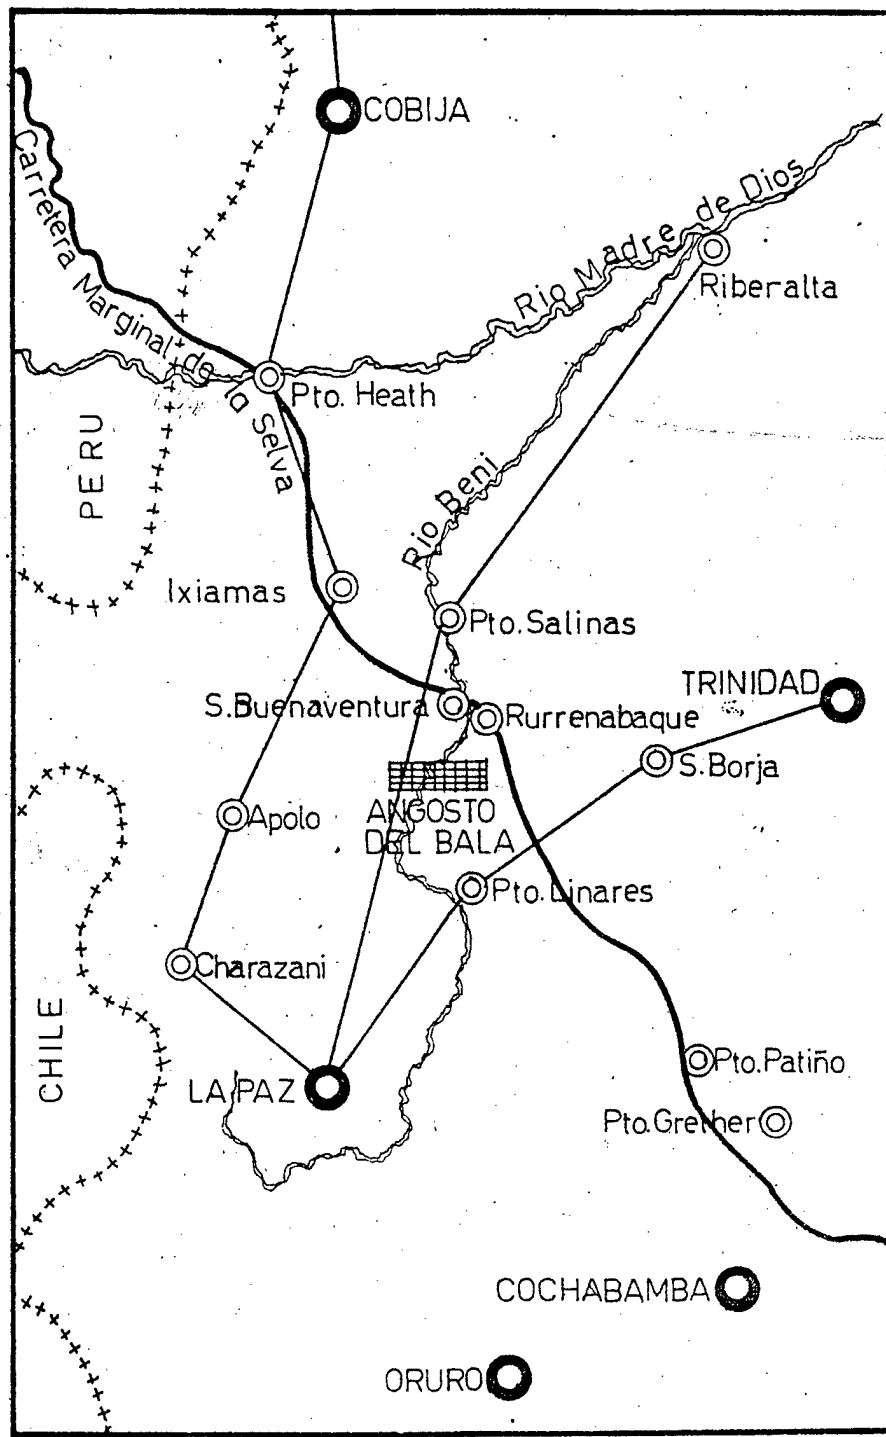 COBIJA
Carretera Marginal de la Selva
Rio Madre de Dios
Riberalta
Pto. Heath
PERU
Rio Beni
Ixiamas
Pto. Salinas
TRINIDAD
S. Buenaventura
Rurrenabaque
S. Borja
ANGOSTO
DEL BALA
Apolo
Pto. Linares
Charazani
CHILE
LA PAZ
Pto. Patiño
Pto. Grether
COCHABAMBA
ORURO